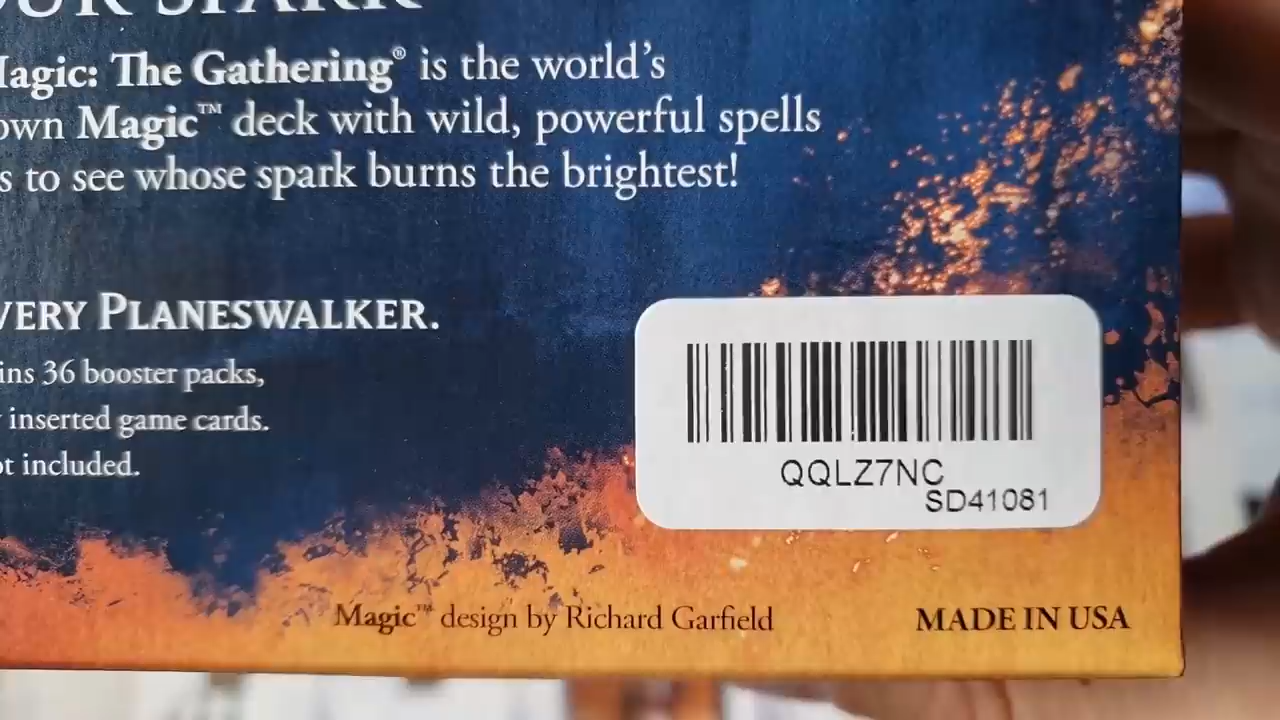 OUR SPARK
Magic: The Gathering® is the world's
own Magic™ deck with wild, powerful spells
s to see whose spark burns the brightest!
VERY PLANESWALKER.
ins 36 booster packs,
inserted game cards.
ot included.
QQLZ7NC
SD41081
Magic™ design by Richard Garfield
MADE IN USA